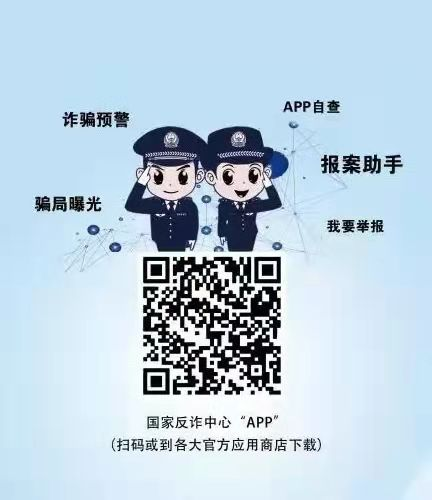 诈骗预警
APP自查
报案助手
骗局曝光
我要举报
国家反诈中心“APP”
（扫码或到各大官方应用商店下载）